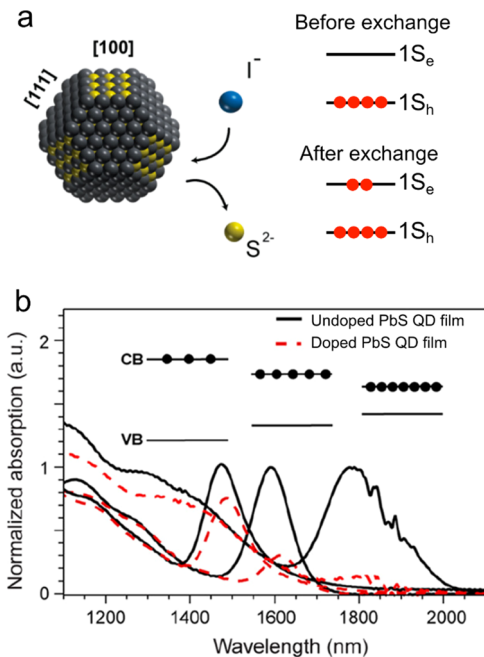 a
[100]
[111]
I-
S2-
Before exchange
1Se
1Sh
After exchange
1Se
1Sh
b
Undoped PbS QD film
Doped PbS QD film
CB
VB
Normalized absorption (a.u.)
2
1
0
1200 1400 1600 1800 2000
Wavelength (nm)